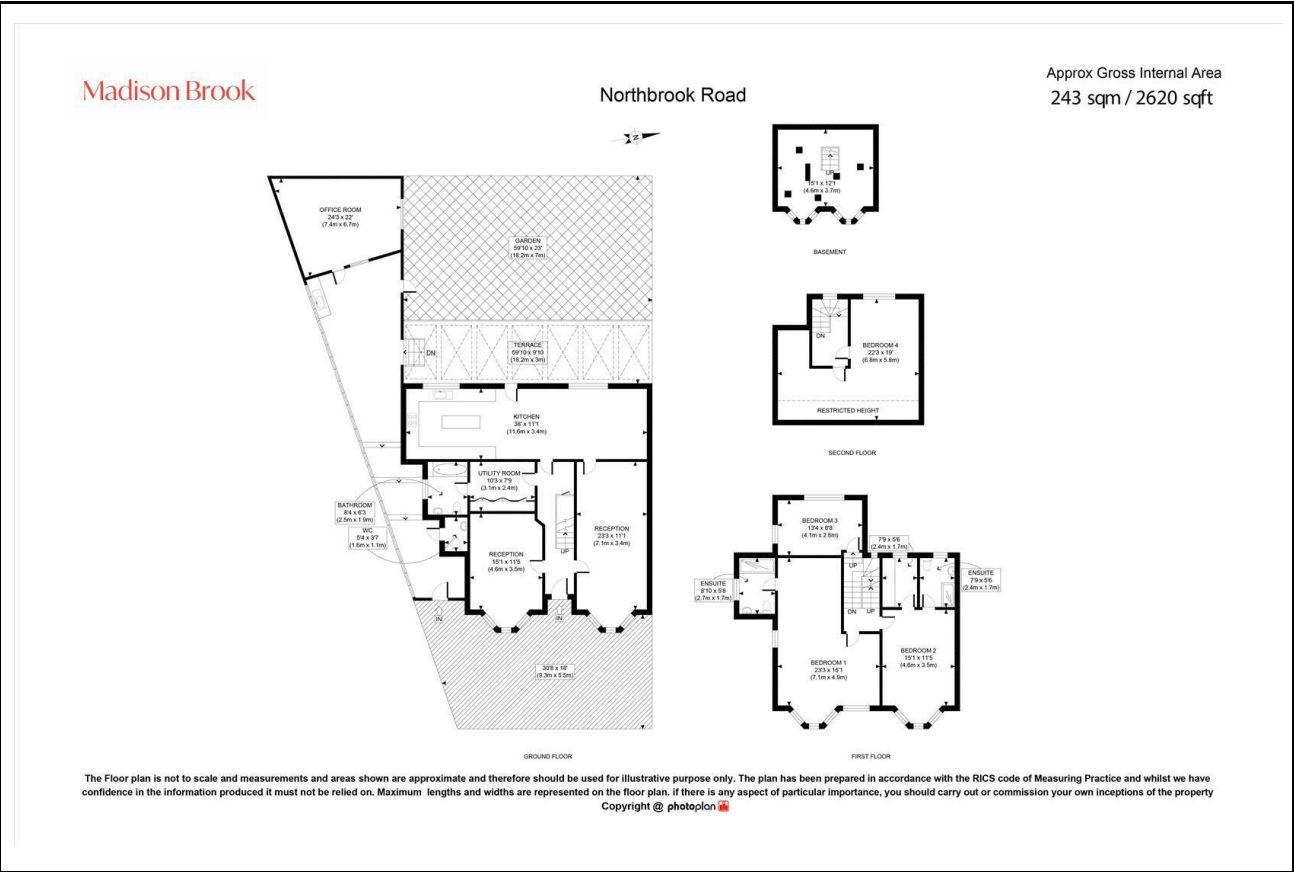 Madison Brook
Northbrook Road
Approx Gross Internal Area
243 sqm / 2620 sqft
N
OFFICE ROOM
24'3 x 22'
(7.4m x 6.7m)
GARDEN
59'10 x 23'
(18.2m x 7m)
DN
TERRACE
59'10 x 9'10
(18.2m x 3m)
KITCHEN
38' x 11'1
(11.6m x 3.4m)
UTILITY ROOM
10'3 x 7'9
(3.1m x 2.4m)
BATHROOM
8'4 x 6'3
(2.5m x 1.9m)
WC
5'4 x 3'7
(1.6m x 1.1m)
RECEPTION
15'1 x 11'5
(4.6m x 3.5m)
UP
RECEPTION
23'3 x 11'1
(7.1m x 3.4m)
IN
IN
30'6 x 18'
(9.3m x 5.5m)
GROUND FLOOR
UP
15'1 x 12'1
(4.6m x 3.7m)
BASEMENT
DN
BEDROOM 4
22'3 x 19'
(6.8m x 5.8m)
RESTRICTED HEIGHT
SECOND FLOOR
BEDROOM 3
13'4 x 8'8
(4.1m x 2.6m)
7'9 x 5'6
(2.4m x 1.7m)
UP
ENSUITE
8'10 x 5'8
(2.7m x 1.7m)
ENSUITE
7'9 x 5'6
(2.4m x 1.7m)
DN
UP
BEDROOM 1
23'3 x 16'1
(7.1m x 4.9m)
BEDROOM 2
15'1 x 11'5
(4.6m x 3.5m)
FIRST FLOOR
The Floor plan is not to scale and measurements and areas shown are approximate and therefore should be used for illustrative purpose only. The plan has been prepared in accordance with the RICS code of Measuring Practice and whilst we have
confidence in the information produced it must not be relied on. Maximum lengths and widths are represented on the floor plan. if there is any aspect of particular importance, you should carry out or commission your own inceptions of the property
Copyright @ photoplan